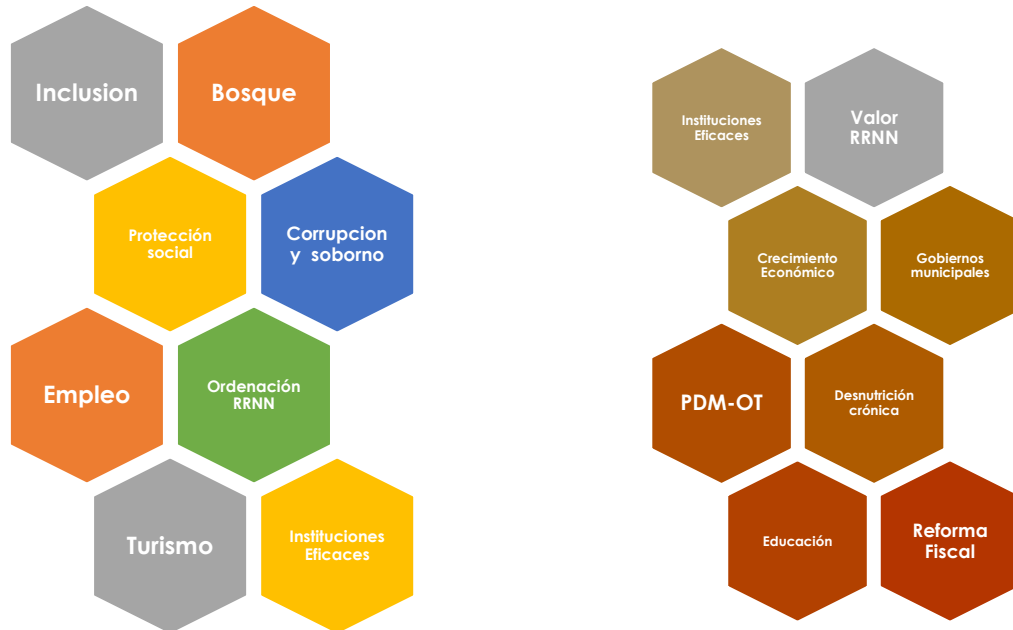 Inclusion
Bosque
Protección
social
Corrupcion
y soborno
Empleo
Ordenación
RRNN
Turismo
Instituciones
Eficaces
Instituciones
Eficaces
Valor
RRNN
Crecimiento
Económico
Gobiernos
municipales
PDM-OT
Desnutrición
crónica
Educación
Reforma
Fiscal